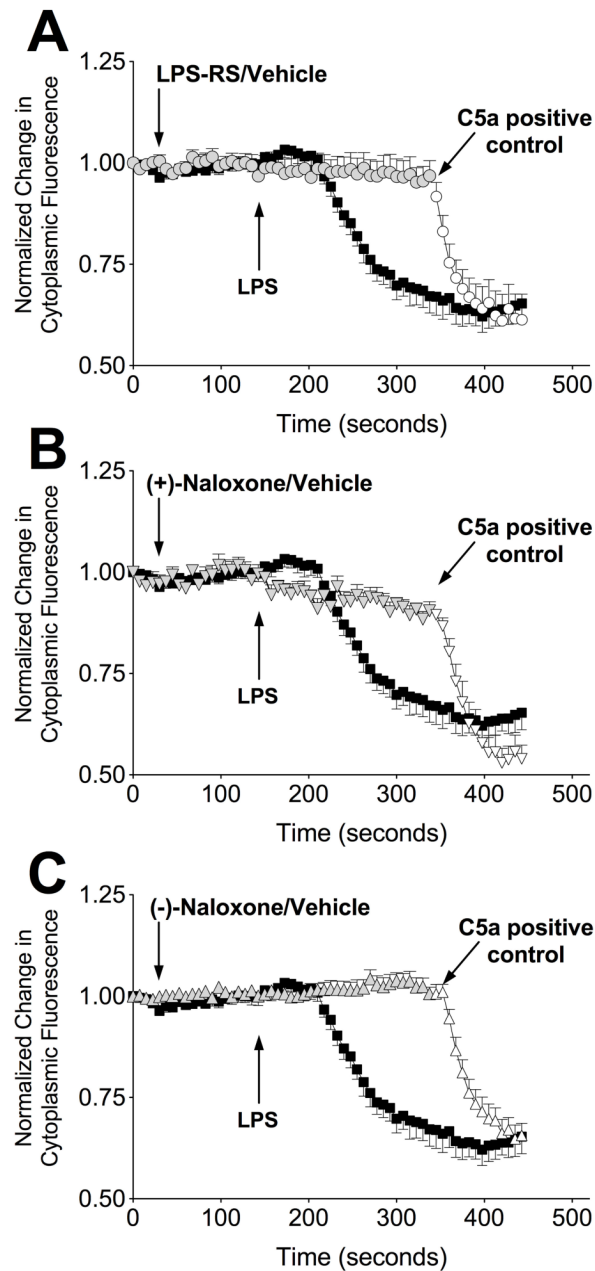 A
1.25
LPS-RS/Vehicle
C5a positive
control
1.00
Normalized Change in
Cytoplasmic Fluorescence
0.75
LPS
0.50
0 100 200 300 400 500
Time (seconds)
B
1.25
(+)-Naloxone/Vehicle
C5a positive
control
1.00
Normalized Change in
Cytoplasmic Fluorescence
0.75
LPS
0.50
0 100 200 300 400 500
Time (seconds)
C
1.25
(-)-Naloxone/Vehicle
C5a positive
control
1.00
Normalized Change in
Cytoplasmic Fluorescence
0.75
LPS
0.50
0 100 200 300 400 500
Time (seconds)